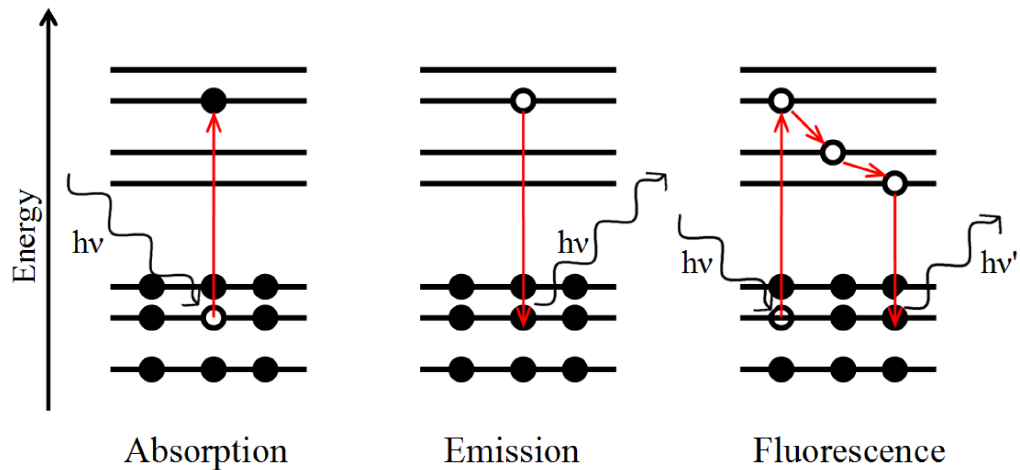 Energy
hν
hν
hν
hν'
Absorption
Emission
Fluorescence